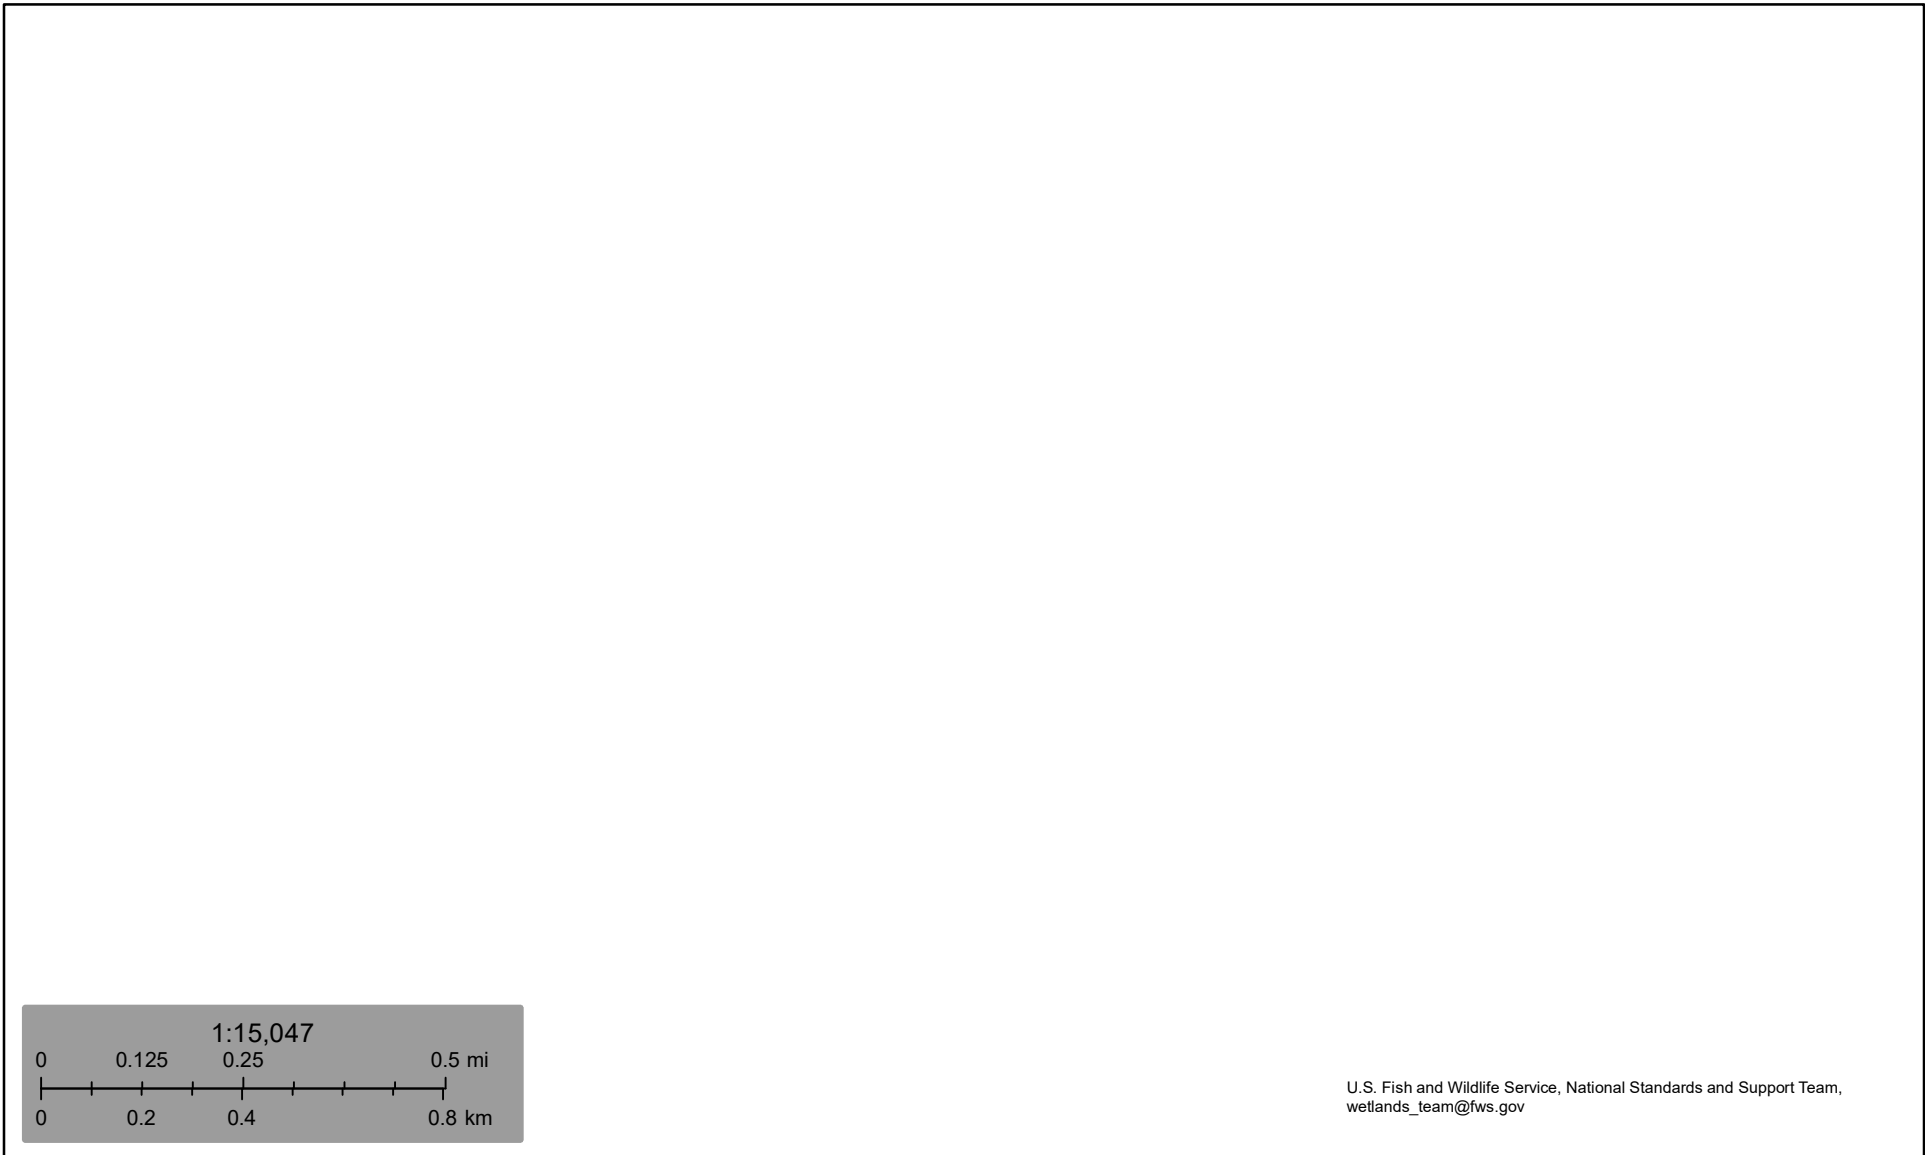 1:15,047
0 0.125 0.25 0.5 mi
0 0.2 0.4 0.8 km
U.S. Fish and Wildlife Service, National Standards and Support Team,
wetlands_team@fws.gov